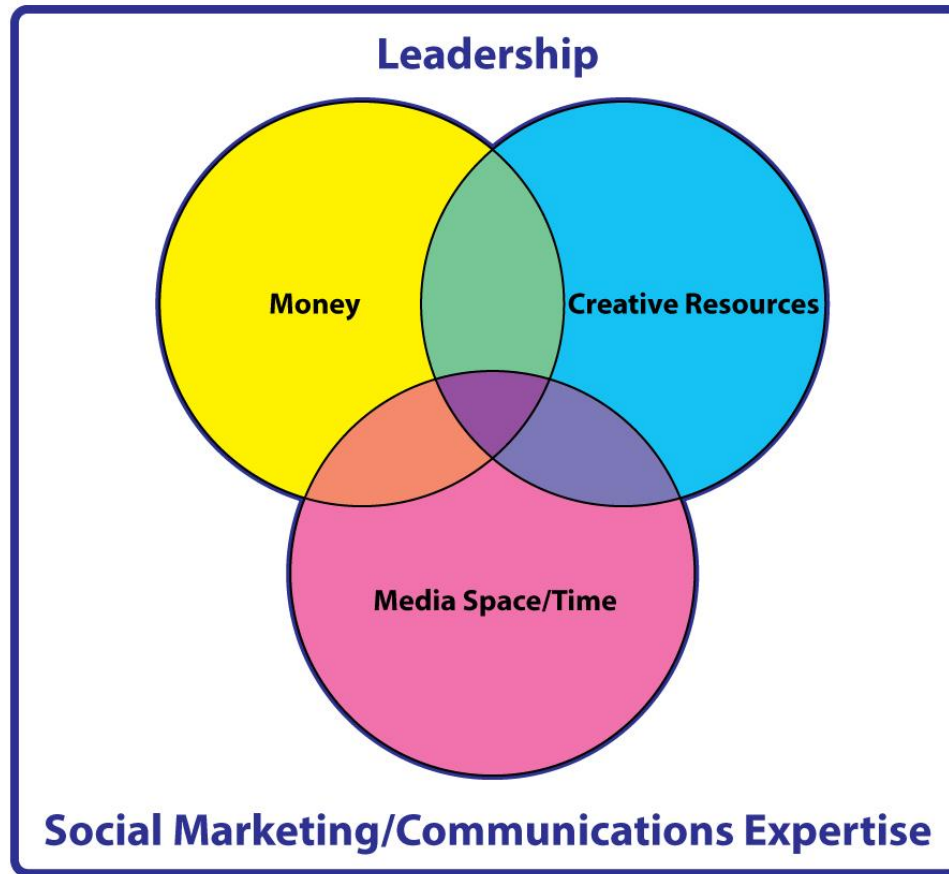 Leadership
Money
Creative Resources
Media Space/Time
Social Marketing/Communications Expertise